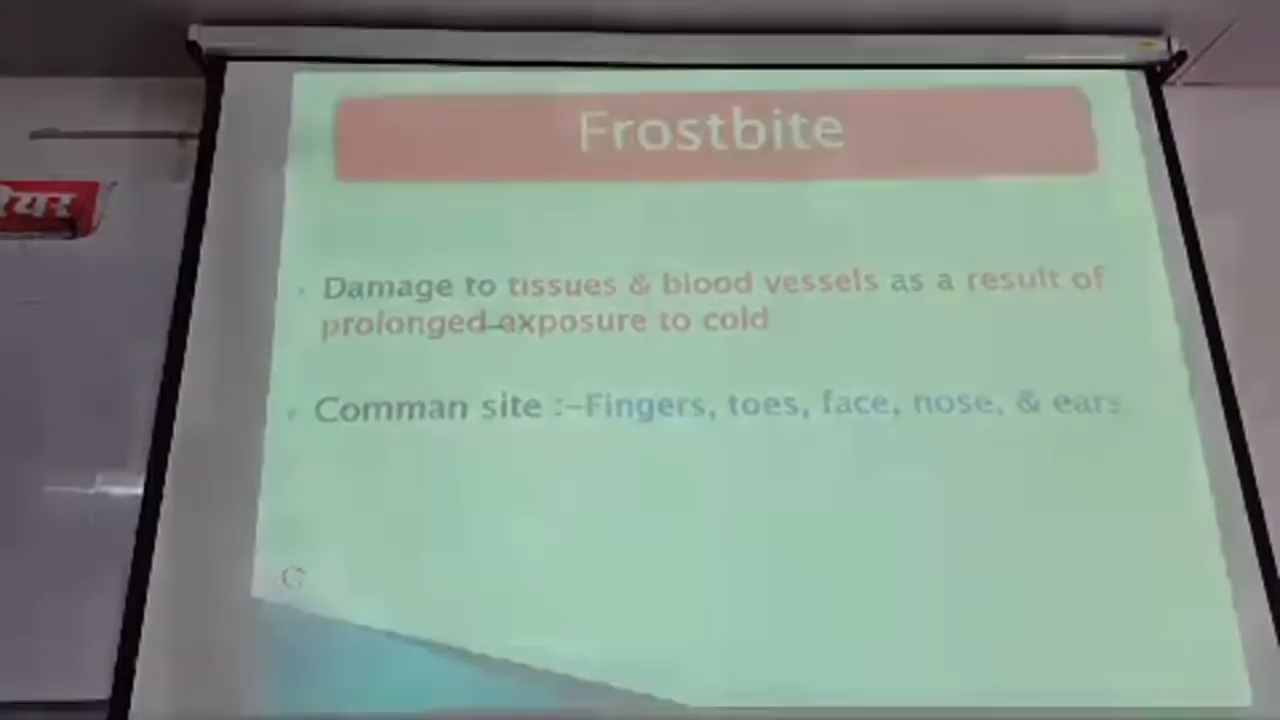 Frostbite
Damage to tissues & blood vessels as a result of
prolonged exposure to cold
Comman site :-Fingers, toes, face, nose, & ears